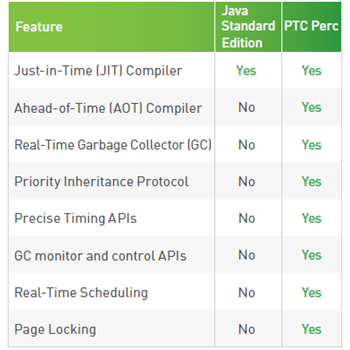 Feature Java Standard Edition PTC Perc
Just-in-Time (JIT) Compiler Yes Yes
Ahead-of-Time (AOT) Compiler No Yes
Real-Time Garbage Collector (GC) No Yes
Priority Inheritance Protocol No Yes
Precise Timing APIs No Yes
GC monitor and control APIs No Yes
Real-Time Scheduling No Yes
Page Locking No Yes